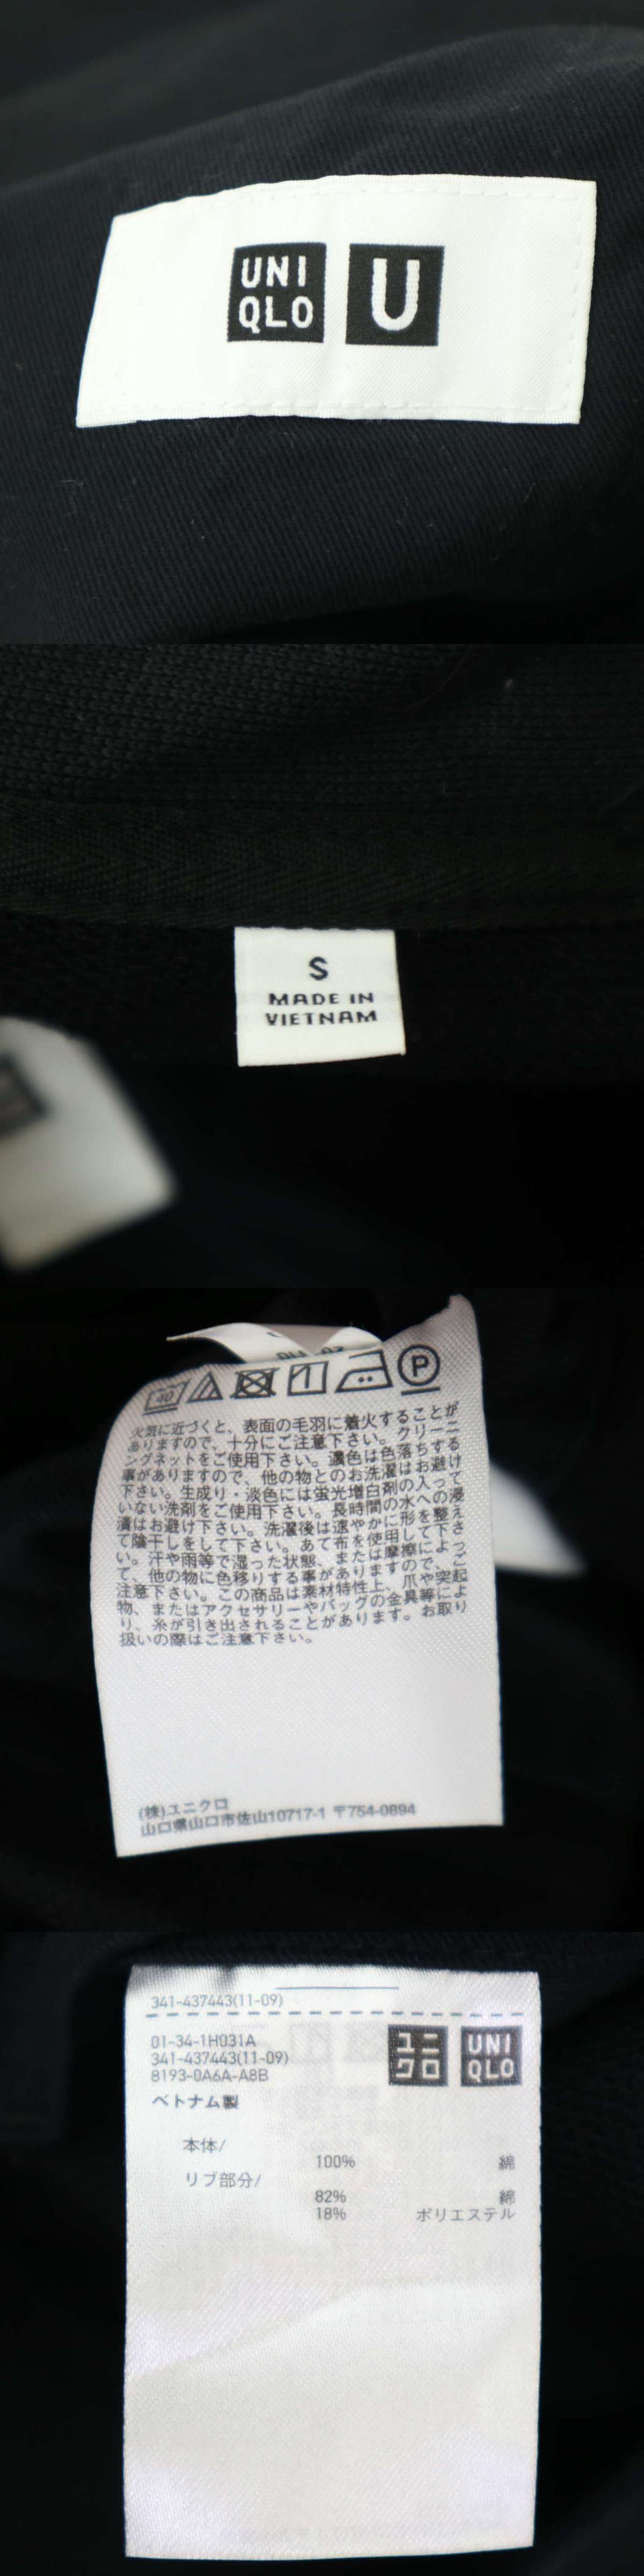 UNI
QLO
U
S
MADE IN
VIETNAM
40
P
火気に近づくと、表面の毛羽に着火することが
ありますので、十分にご注意下さい。クリーニ
ングネットをご使用下さい。濃色は色落ちする
事がありますので、他の物とのお洗濯はお避け
下さい。生成り・淡色には蛍光増白剤の入って
いない洗剤をご使用下さい。長時間の水への浸
漬はお避け下さい。洗濯後は速やかに形を整え
て陰干しをして下さい。あて布を使用して下さ
い。汗や雨等で湿った状態、または摩擦によっ
て、他の物に色移りする事がありますので、ご
注意下さい。この商品は素材特性上、爪や突起
物、またはアクセサリーやバッグの金具等によ
り、糸が引き出されることがあります。お取り
扱いの際はご注意下さい。
(株)ユニクロ
山口県山口市佐山10717-1 〒754-0894
341-437443(11-09)
01-34-1H031A
341-437443(11-09)
8193-0A6A-A8B
ユニ
クロ
UNI
QLO
ベトナム製
本体/
100% 綿
リブ部分/
82% 綿
18% ポリエステル